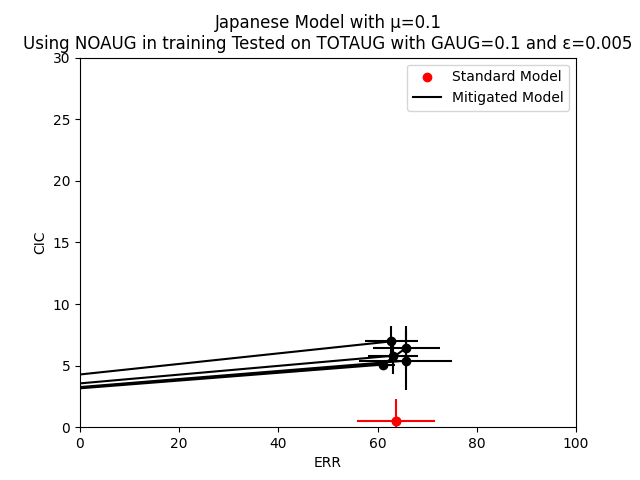 Japanese Model with μ=0.1
Using NOAUG in training Tested on TOTAUG with GAUG=0.1 and ε=0.005
Standard Model
Mitigated Model
30
25
20
15
10
5
0
CIC
0 20 40 60 80 100
ERR